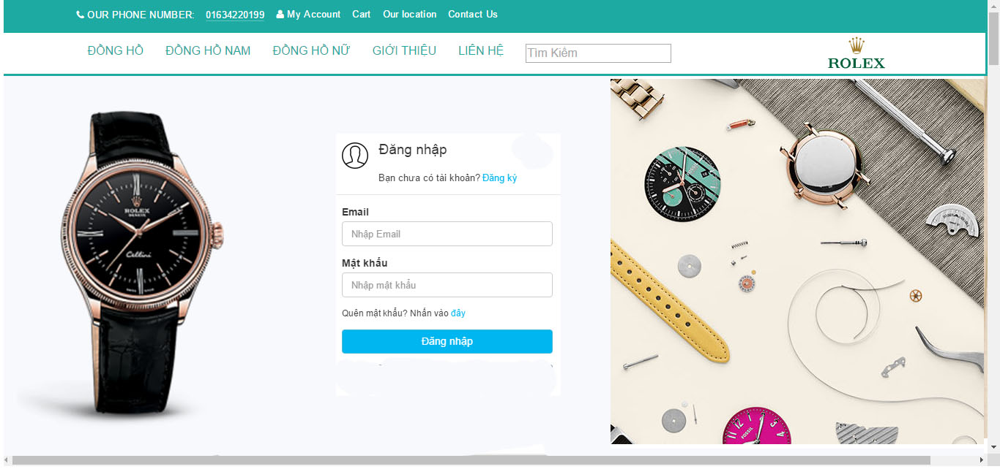 OUR PHONE NUMBER: 01634220199 My Account Cart Our location Contact Us
ĐỒNG HỒ ĐỒNG HỒ NAM ĐỒNG HỒ NỮ GIỚI THIỆU LIÊN HỆ Tìm Kiếm
ROLEX
Đăng nhập
Bạn chưa có tài khoản? Đăng ký
Email
Nhập Email
Mật khẩu
Nhập mật khẩu
Quên mật khẩu? Nhấn vào đây
Đăng nhập
ROLEX
GENEVE
Cellini
FOSSIL